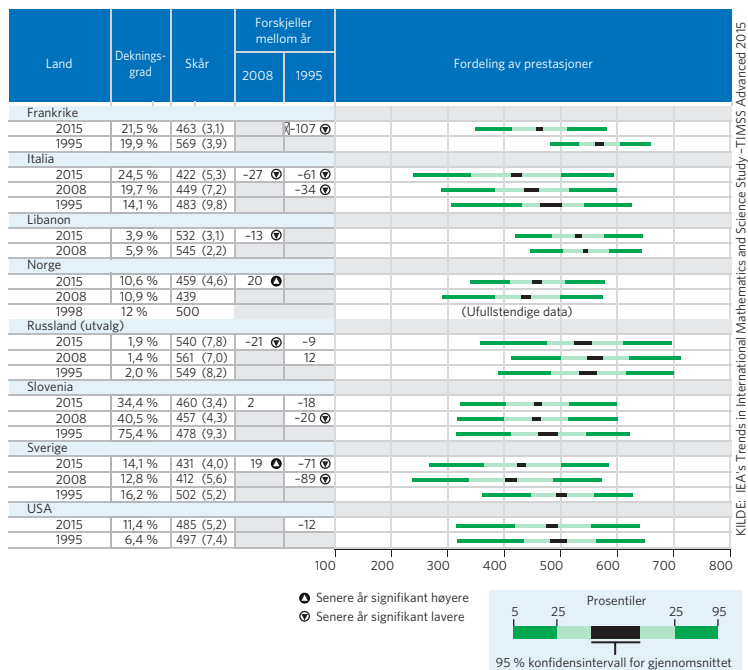 Land Deknings-grad Skår Forskjeller mellom år Fordeling av prestasjoner
2008 1995
Frankrike
2015 21,5 % 463 (3,1) -107
1995 19,9 % 569 (3,9)
Italia
2015 24,5 % 422 (5,3) -27 -61
2008 19,7 % 449 (7,2) -34
1995 14,1 % 483 (9,8)
Libanon
2015 3,9 % 532 (3,1) -13
2008 5,9 % 545 (2,2)
Norge
2015 10,6 % 459 (4,6) 20
2008 10,9 % 439
1998 12 % 500 (Ufullstendige data)
Russland (utvalg)
2015 1,9 % 540 (7,8) -21 -9
2008 1,4 % 561 (7,0) 12
1995 2,0 % 549 (8,2)
Slovenia
2015 34,4 % 460 (3,4) 2 -18
2008 40,5 % 457 (4,3) -20
1995 75,4 % 478 (9,3)
Sverige
2015 14,1 % 431 (4,0) 19 -71
2008 12,8 % 412 (5,6) -89
1995 16,2 % 502 (5,2)
USA
2015 11,4 % 485 (5,2) -12
1995 6,4 % 497 (7,4)
100 200 300 400 500 600 700 800
Senere år signifikant høyere
Senere år signifikant lavere
Prosentiler
5 25 25 95
95 % konfidensintervall for gjennomsnittet
KILDE: IEA's Trends in International Mathematics and Science Study –TIMSS Advanced 2015